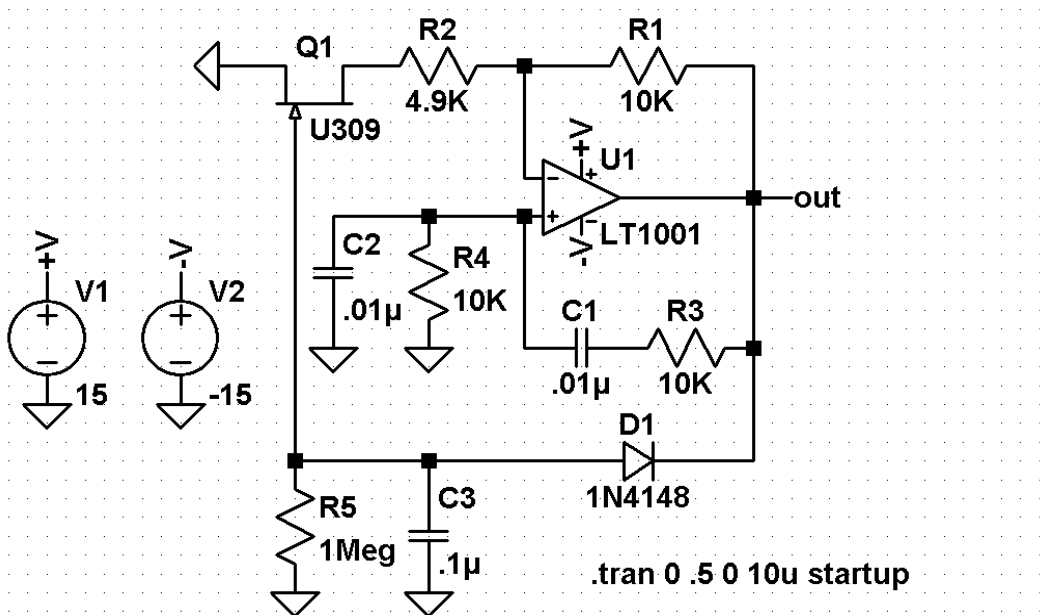 R2
R1
Q1
4.9K
10K
U309
+V
U1
out
LT1001
-V
C2
R4
.01µ
10K
+V
-V
V1
V2
C1
R3
.01µ
10K
15
-15
D1
1N4148
R5
C3
1Meg
.1µ
.tran 0 .5 0 10u startup